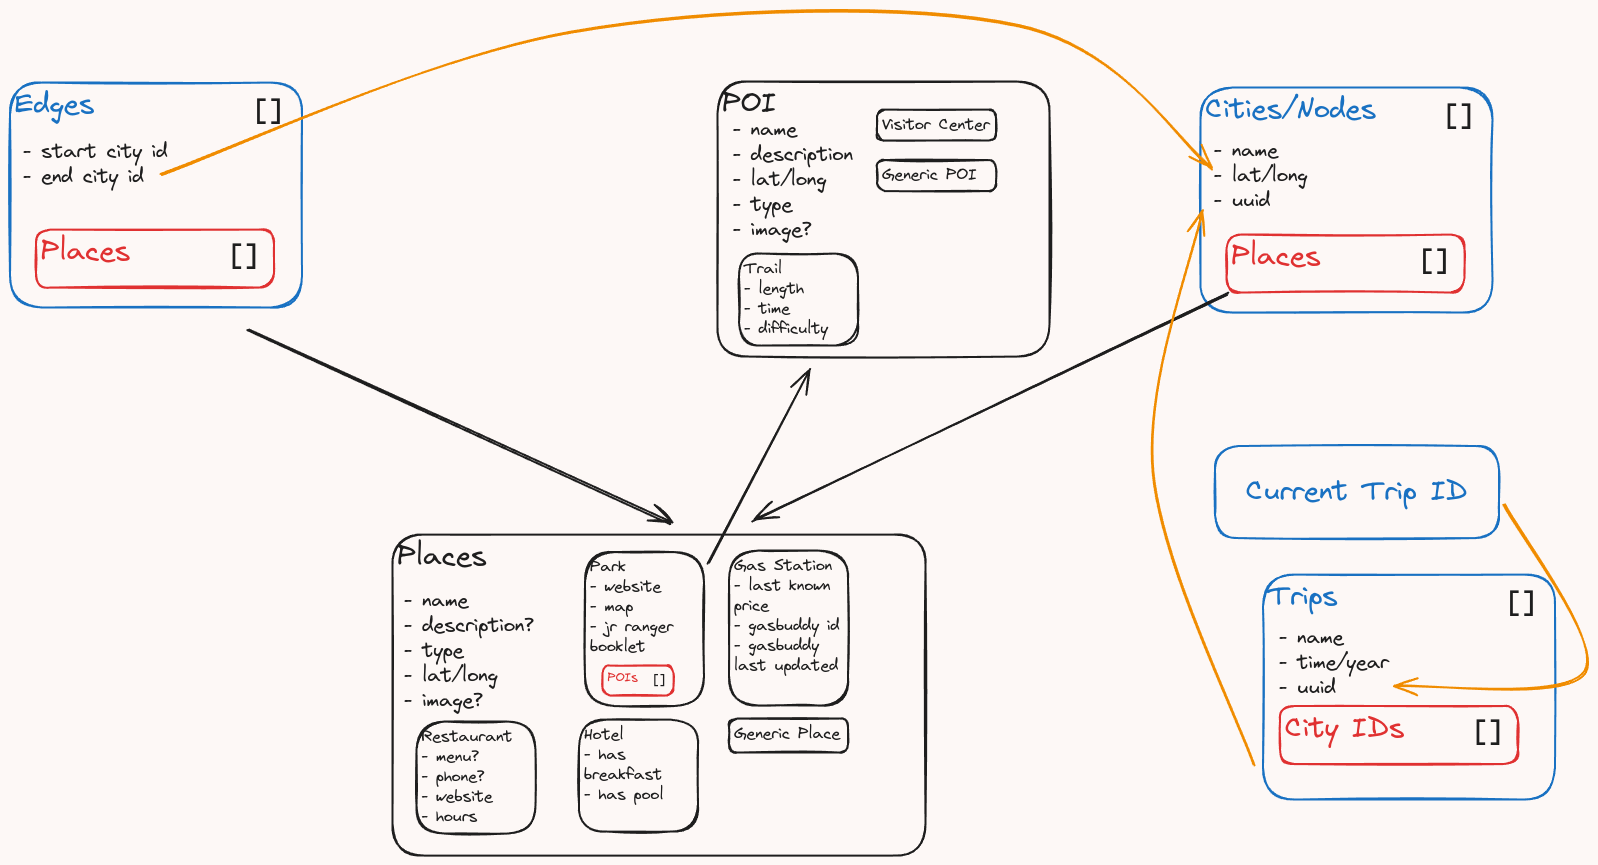 Edges []
- start city id
- end city id
Places []
POI
- name
- description
- lat/long
- type
- image?
Visitor Center
Generic POI
Trail
- length
- time
- difficulty
Cities/Nodes []
- name
- lat/long
- uuid
Places []
Current Trip ID
Trips []
- name
- time/year
- uuid
City IDs []
Places
- name
- description?
- type
- lat/long
- image?
Park
- website
- map
- jr ranger
booklet
POIs []
Gas Station
- last known
price
- gasbuddy id
- gasbuddy
last updated
Restaurant
- menu?
- phone?
- website
- hours
Hotel
- has
breakfast
- has pool
Generic Place